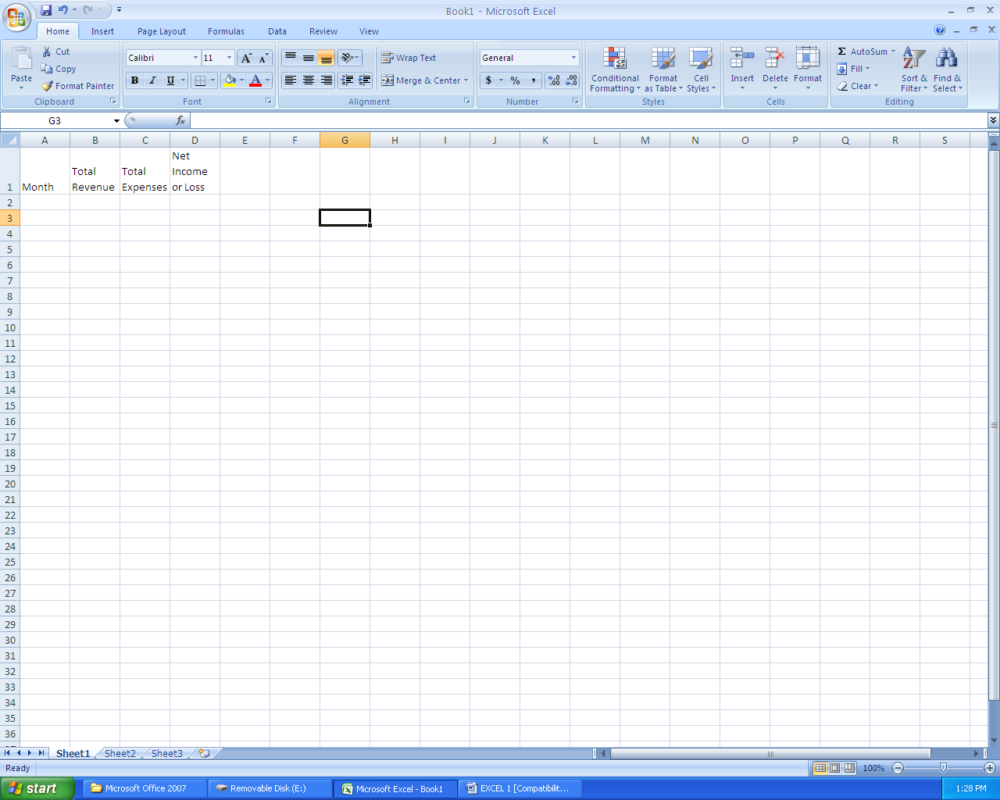 Book1 - Microsoft Excel
Home Insert Page Layout Formulas Data Review View
Paste
Cut
Copy
Format Painter
Clipboard
Calibri 11
B I U A
Font
Wrap Text
Merge & Center
Alignment
General
$ % ,
Number
Conditional Formatting
Format as Table
Cell Styles
Styles
Insert Delete Format
Cells
Σ AutoSum
Fill
Clear
Sort & Filter
Find & Select
Editing
G3 fx
A B C D E F G H I J K L M N O P Q R S
1 Month Total Revenue Total Expenses Net Income or Loss
2
3
4
5
6
7
8
9
10
11
12
13
14
15
16
17
18
19
20
21
22
23
24
25
26
27
28
29
30
31
32
33
34
35
36
Sheet1 Sheet2 Sheet3
Ready 100%
start Microsoft Office 2007 Removable Disk (E:) Microsoft Excel - Book1 EXCEL 1 [Compatibilit... 1:28 PM